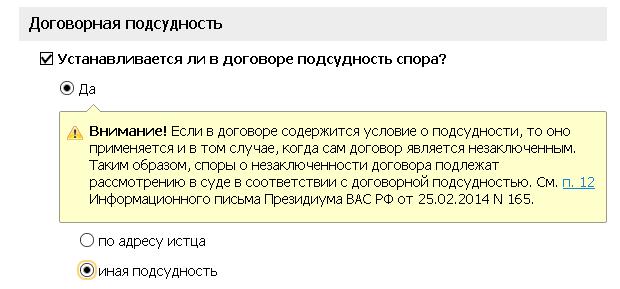 Договорная подсудность
Устанавливается ли в договоре подсудность спора?
Да
Внимание! Если в договоре содержится условие о подсудности, то оно
применяется и в том случае, когда сам договор является незаключенным.
Таким образом, споры о незаключенности договора подлежат
рассмотрению в суде в соответствии с договорной подсудностью. См. п. 12
Информационного письма Президиума ВАС РФ от 25.02.2014 N 165.
по адресу истца
иная подсудность